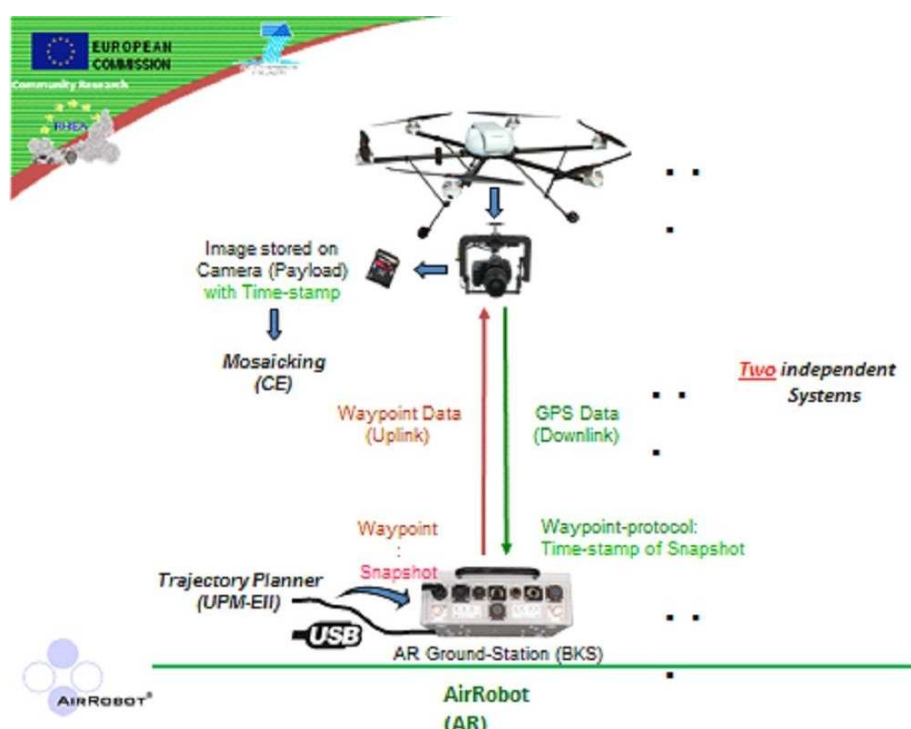 EUROPEAN
COMMISSION
Community Research
RHEA
Image stored on
Camera (Payload)
with Time-stamp
Mosaicking
(CE)
Two independent
Systems
Waypoint Data
(Uplink)
GPS Data
(Downlink)
Waypoint
:
Snapshot
Waypoint-protocol:
Time-stamp of Snapshot
Trajectory Planner
(UPM-EII)
USB
AR Ground-Station (BKS)
AIRROBOT®
AirRobot
(AR)